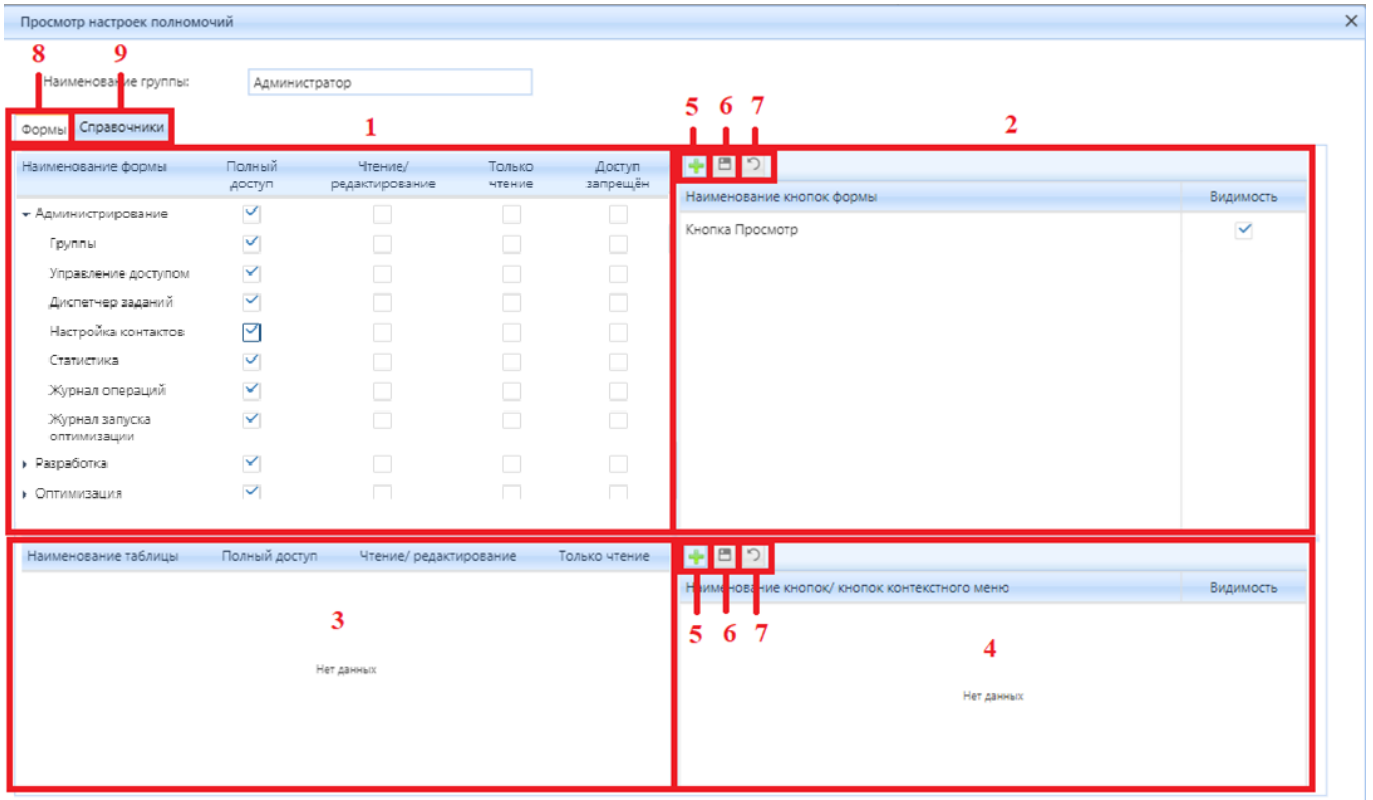 Просмотр настроек полномочий
8 9
Наименование группы: Администратор
5 6 7
Формы Справочники 1 2
Наименование формы Полный доступ Чтение/ редактирование Только чтение Доступ запрещён
Наименование кнопок формы Видимость
Администрирование
Кнопка Просмотр
Группы
Управление доступом
Диспетчер заданий
Настройка контактов
Статистика
Журнал операций
Журнал запуска
оптимизации
Разработка
Оптимизация
Наименование таблицы Полный доступ Чтение/ редактирование Только чтение
Наименование кнопок/ кнопок контекстного меню Видимость
3
5 6 7
4
Нет данных
Нет данных